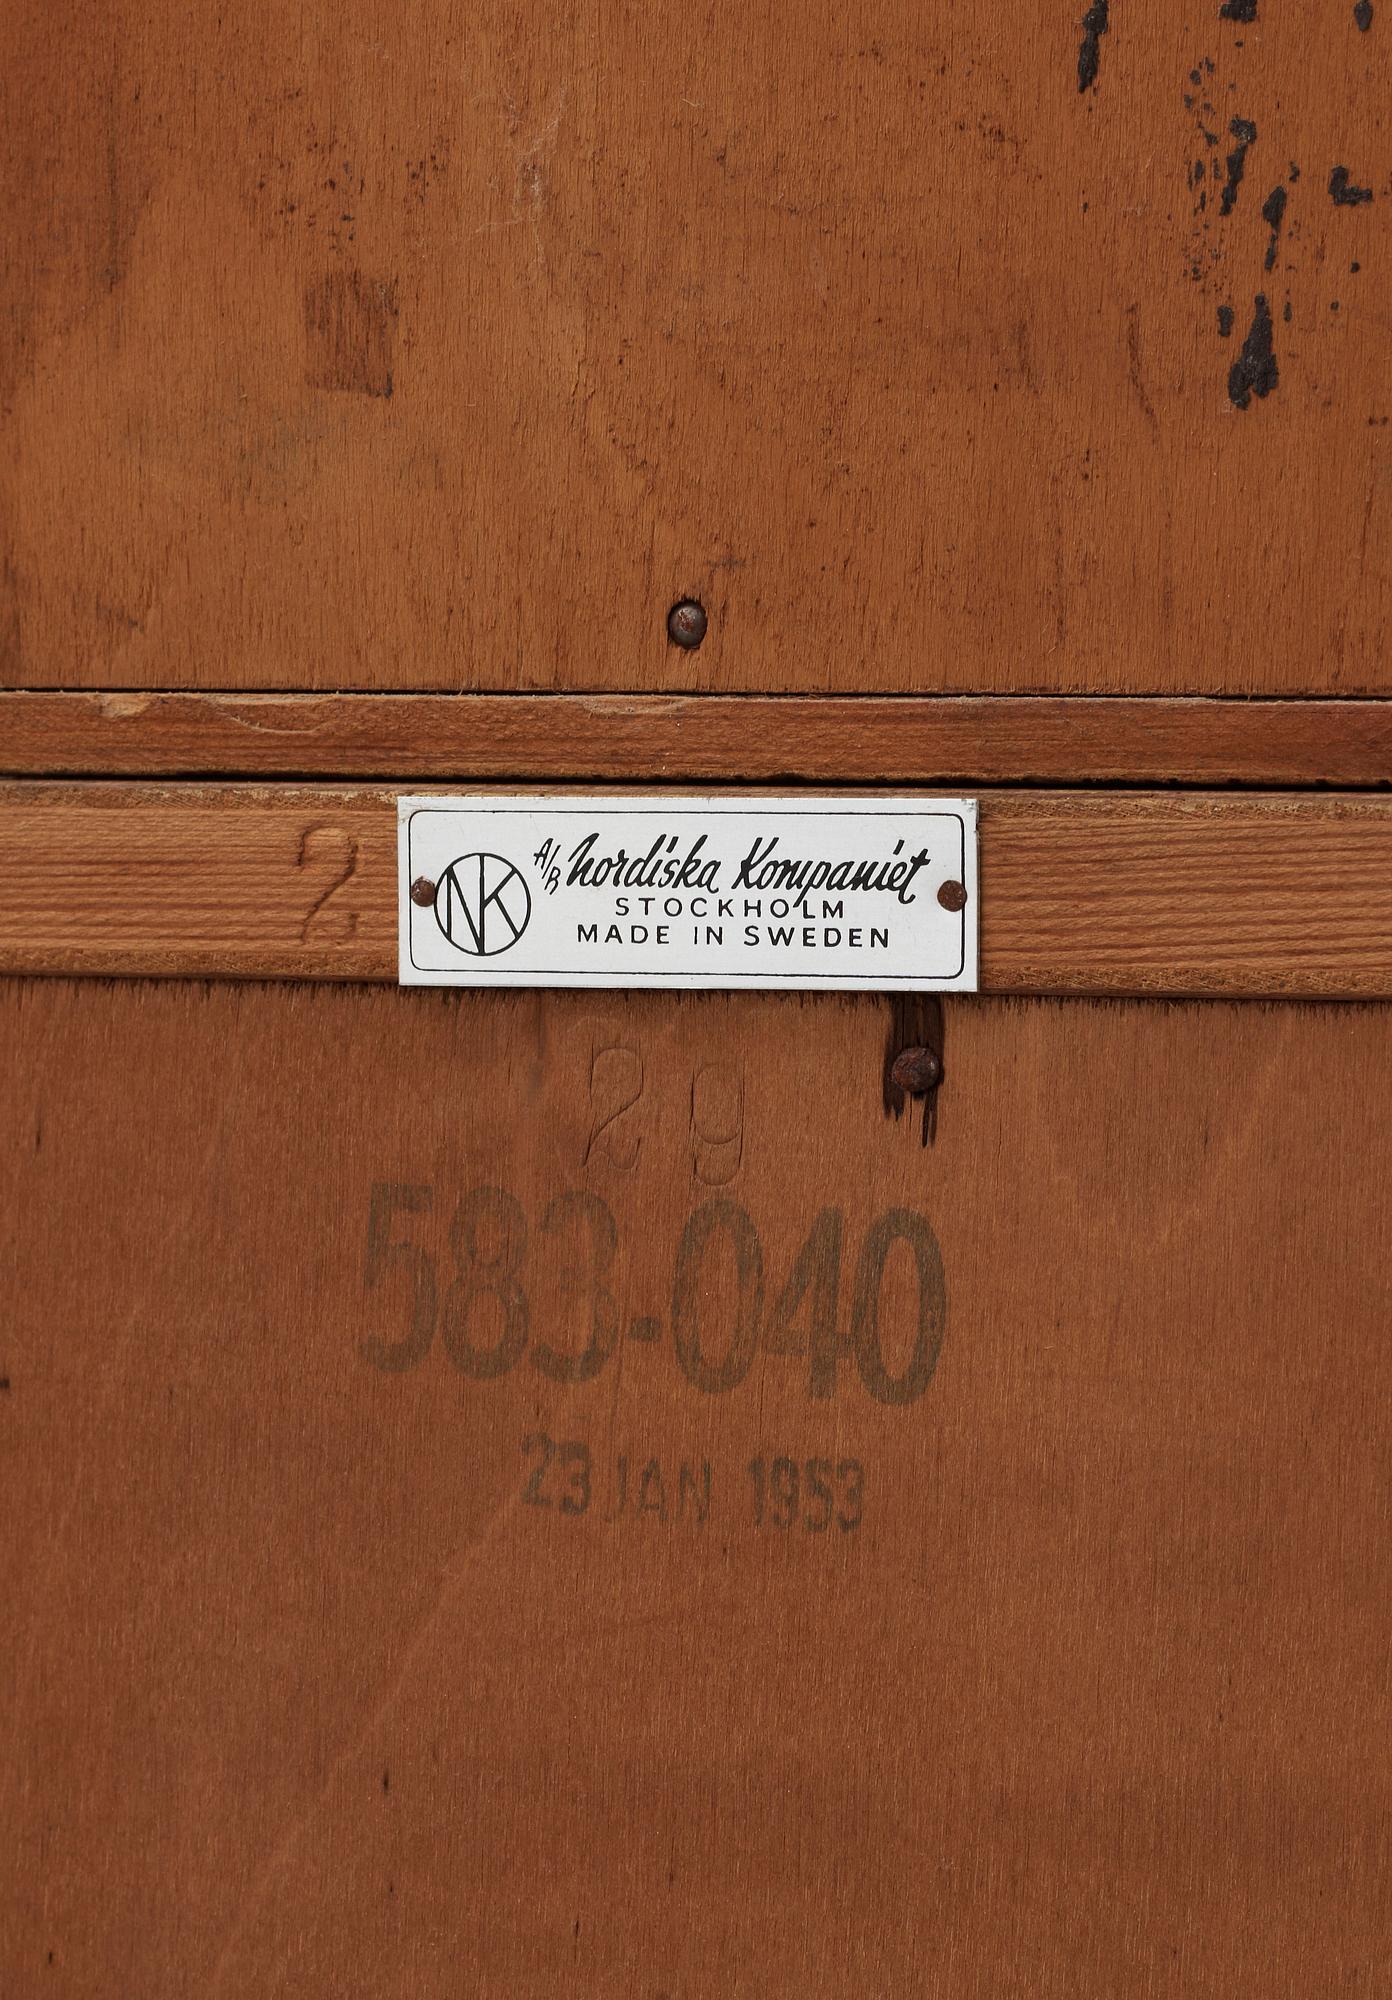 2
NK
A/B Nordiska Kompaniet
STOCKHOLM
MADE IN SWEDEN
29
583-040
23 JAN 1953